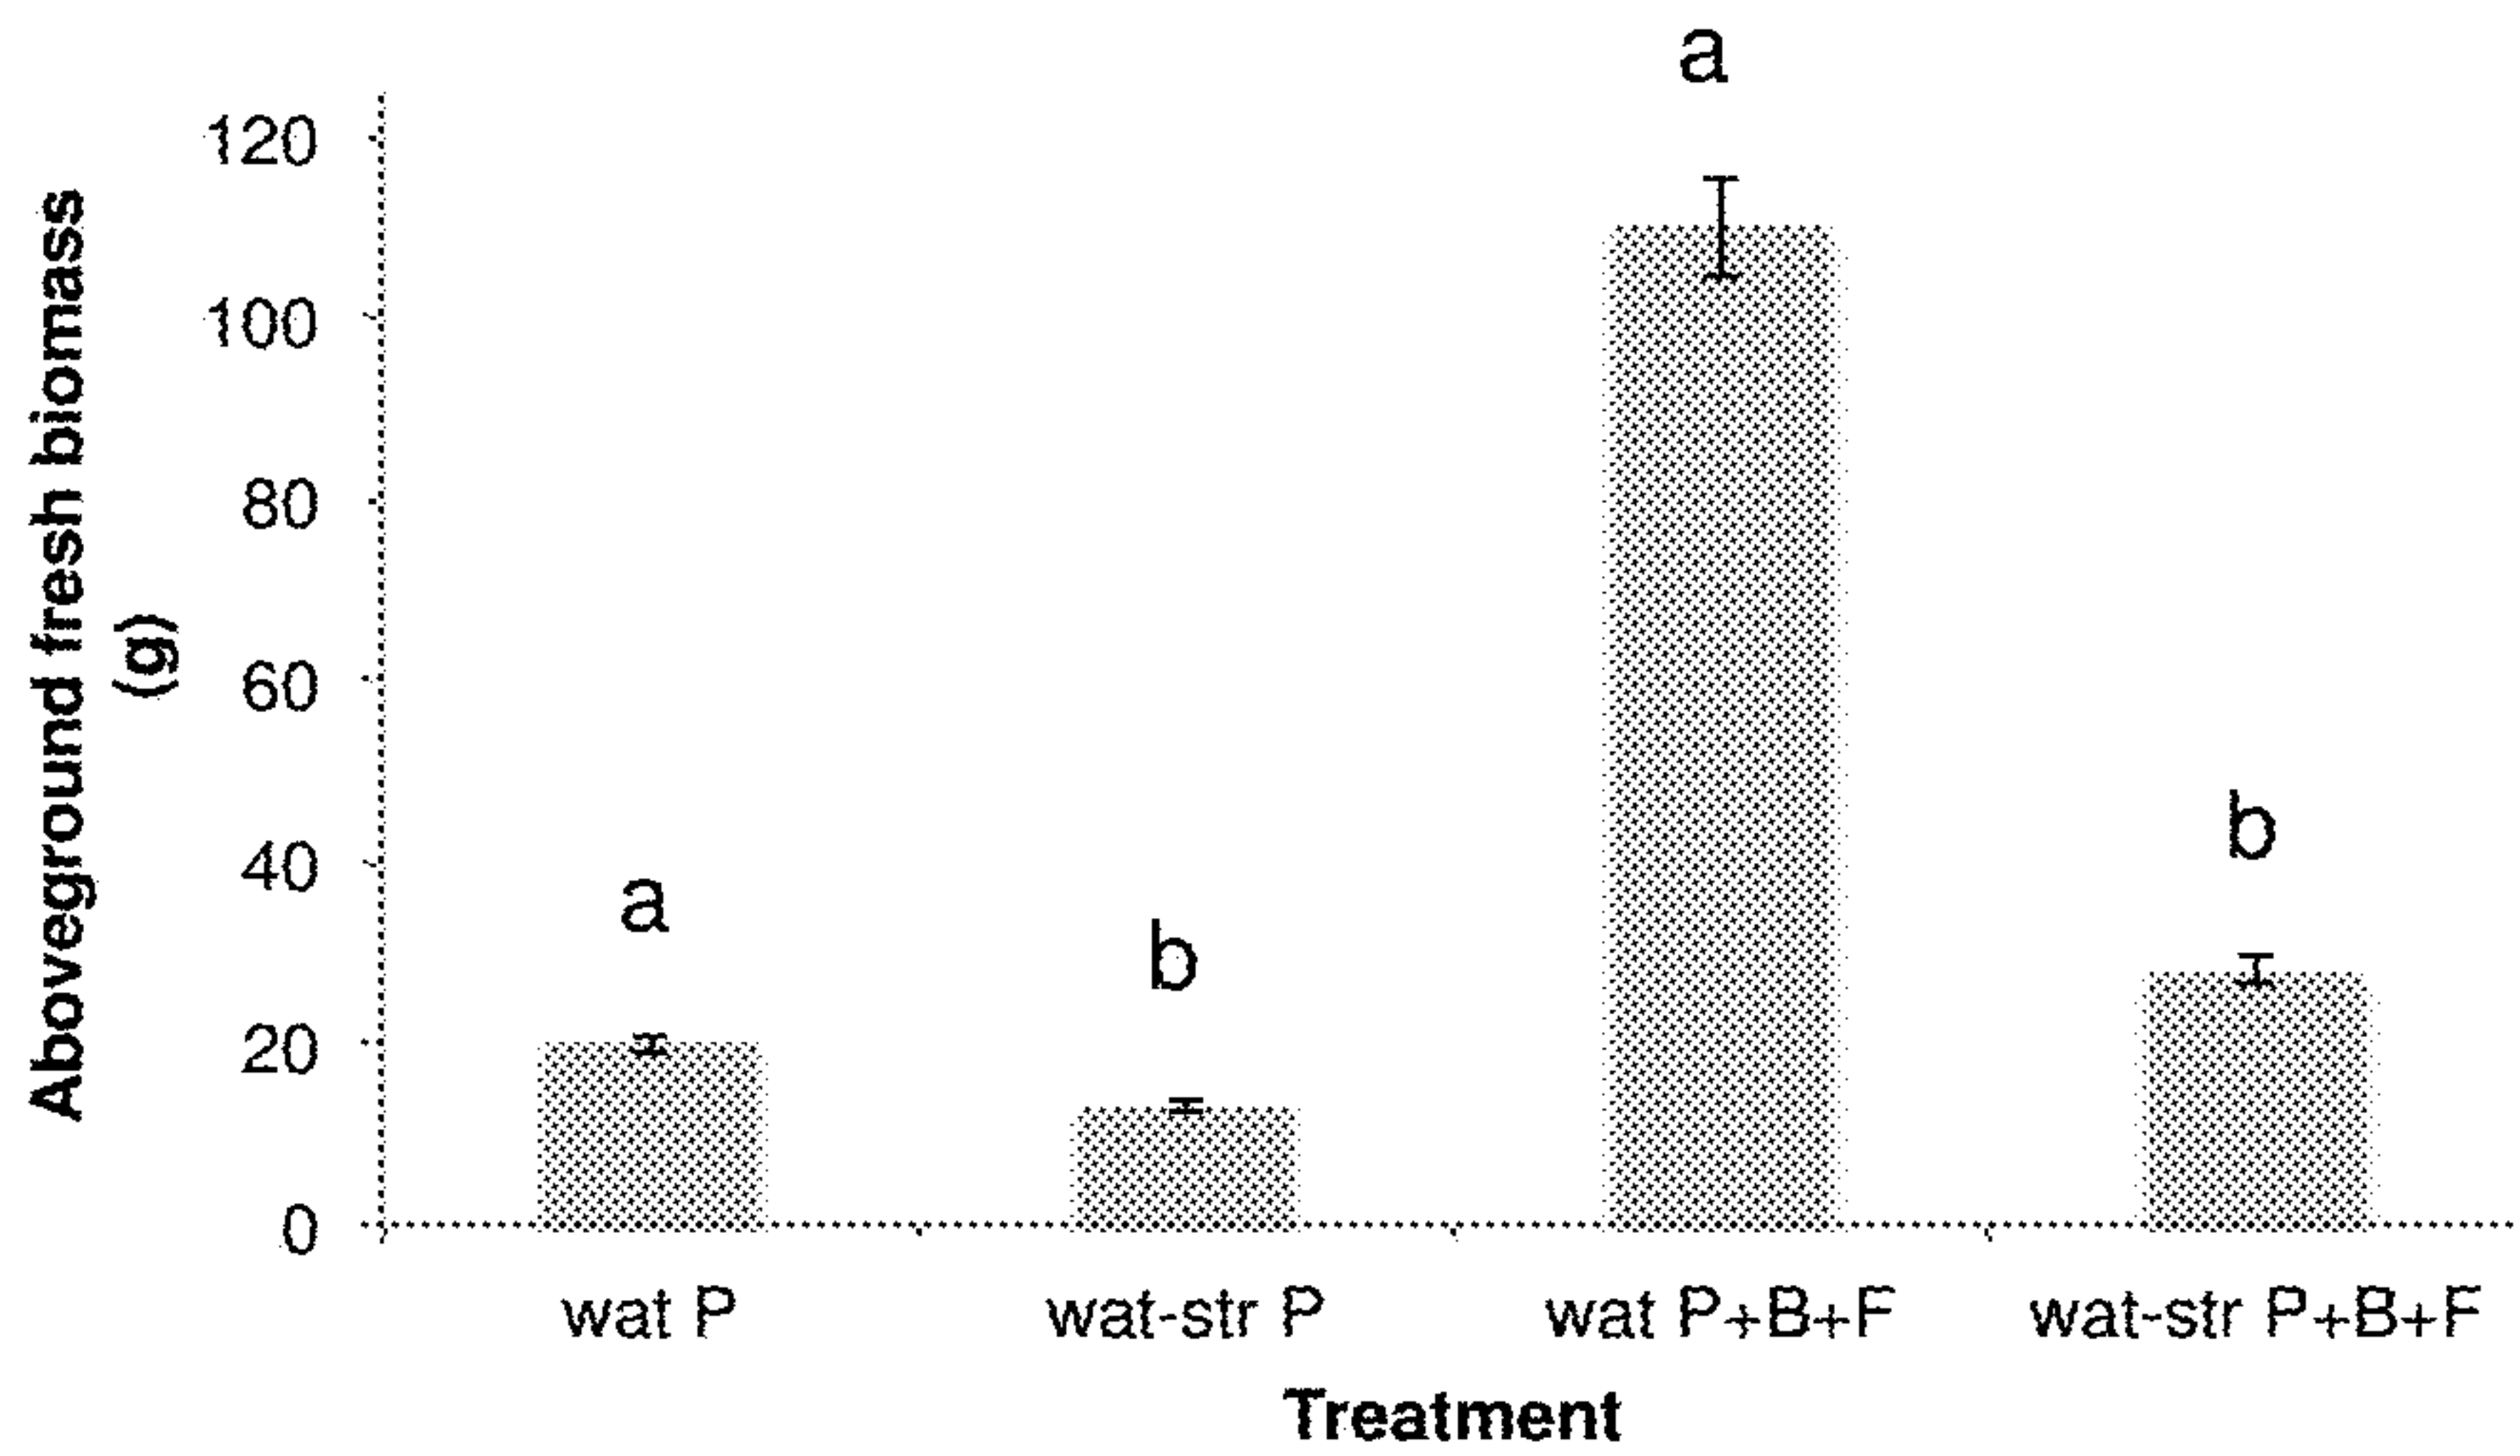 a
120
100
80
60
40
20
0
Aboveground fresh biomass
(g)
a
b
b
wat P
wat-str P
wat P+B+F
wat-str P+B+F
Treatment